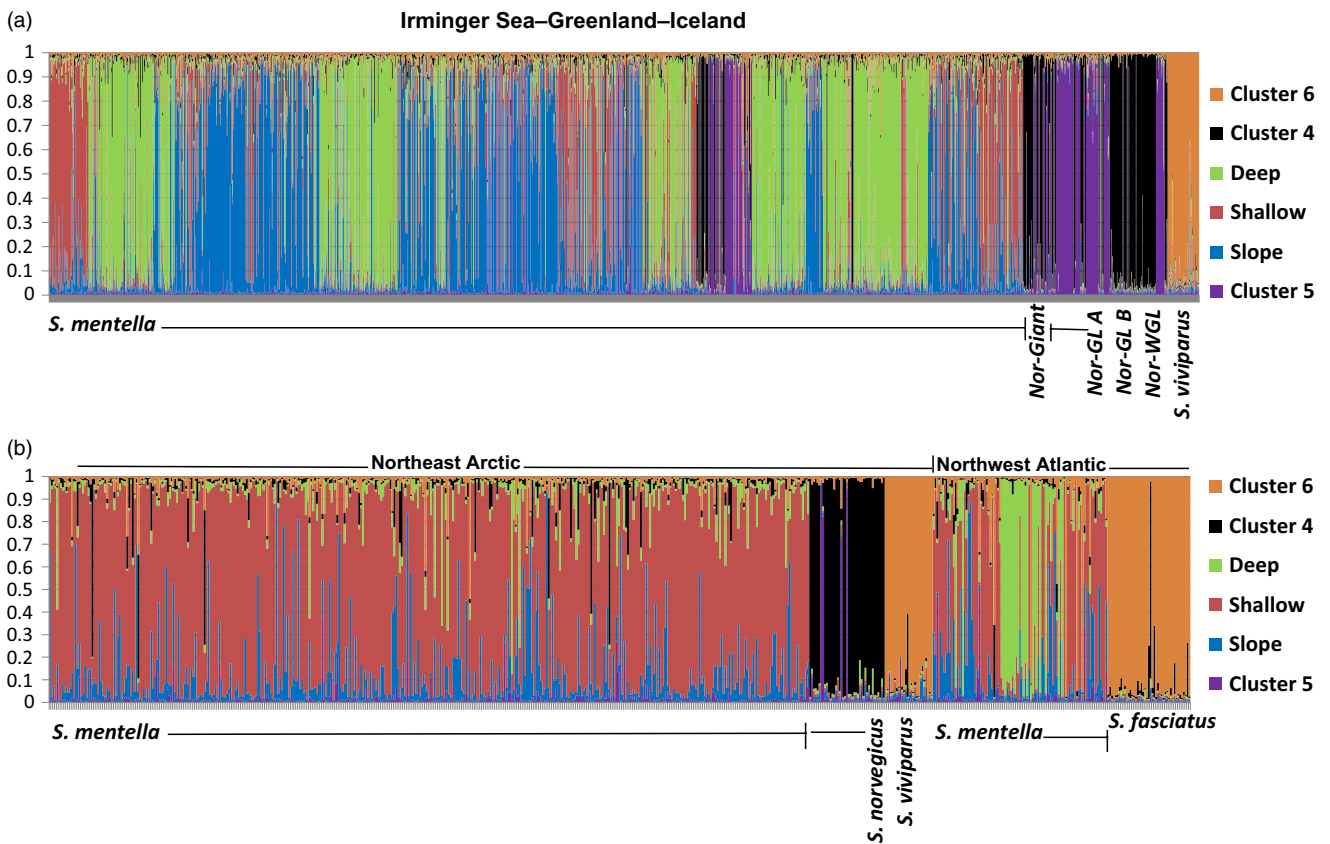 (a)
Irminger Sea–Greenland–Iceland
1
0.9
0.8
0.7
0.6
0.5
0.4
0.3
0.2
0.1
0
Cluster 6
Cluster 4
Deep
Shallow
Slope
Cluster 5
S. mentella
Nor-Giant
Nor-GL A
Nor-GL B
Nor-WGL
S. viviparus
(b)
Northeast Arctic
Northwest Atlantic
1
0.9
0.8
0.7
0.6
0.5
0.4
0.3
0.2
0.1
0
Cluster 6
Cluster 4
Deep
Shallow
Slope
Cluster 5
S. mentella
S. norvegicus
S. viviparus
S. mentella
S. fasciatus